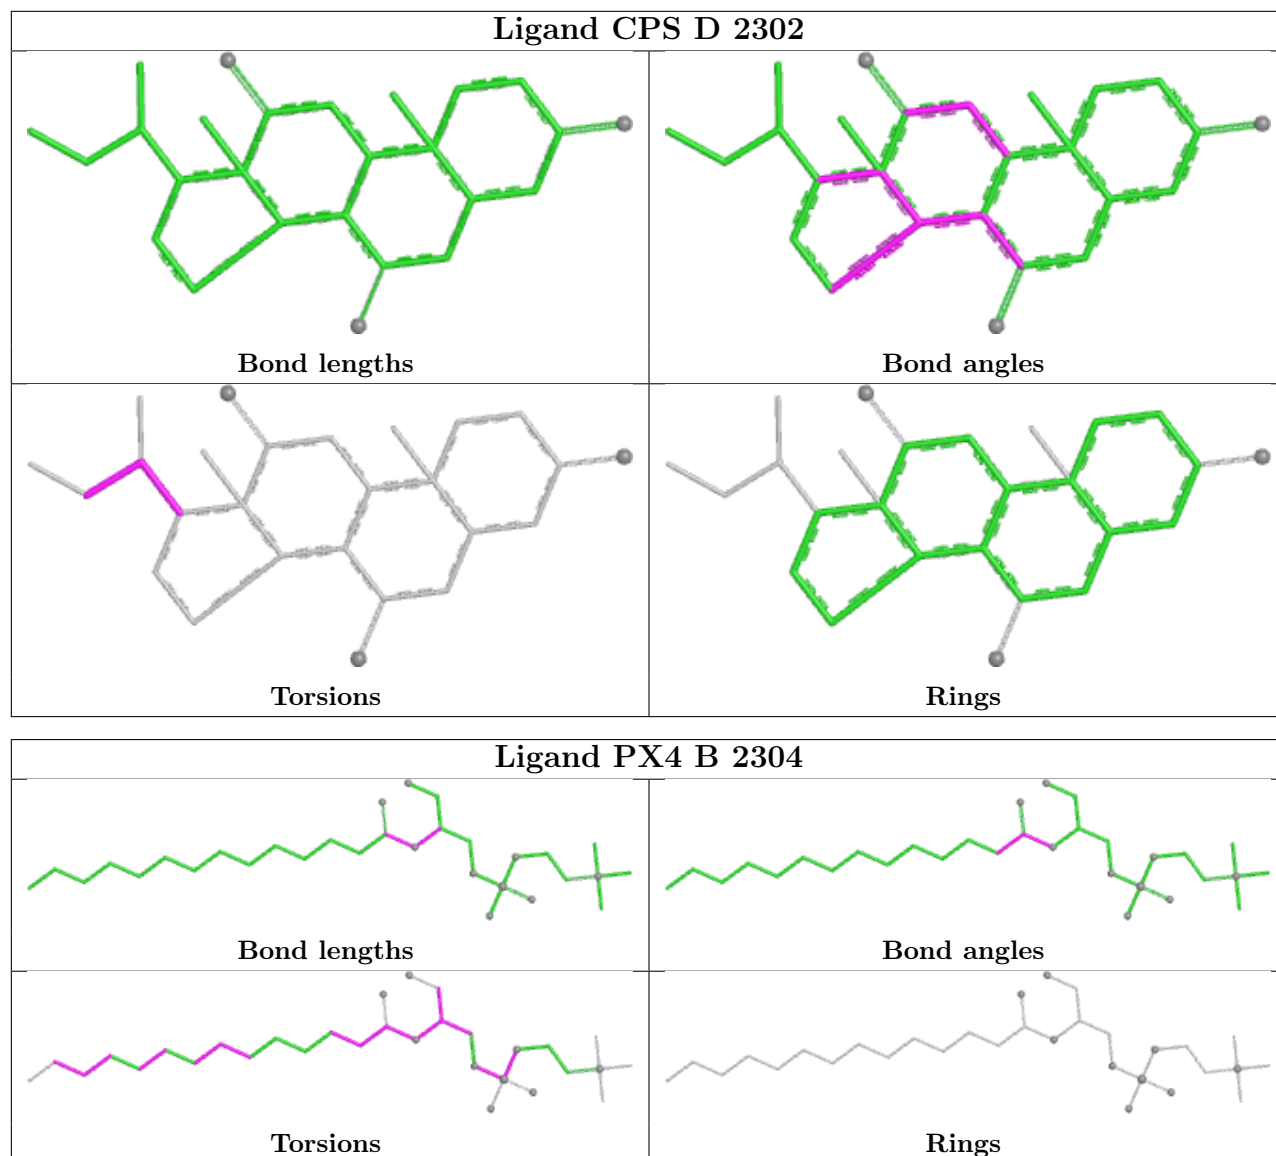 Ligand CPS D 2302
Bond lengths
Bond angles
Torsions
Rings
Ligand PX4 B 2304
Bond lengths
Bond angles
Torsions
Rings